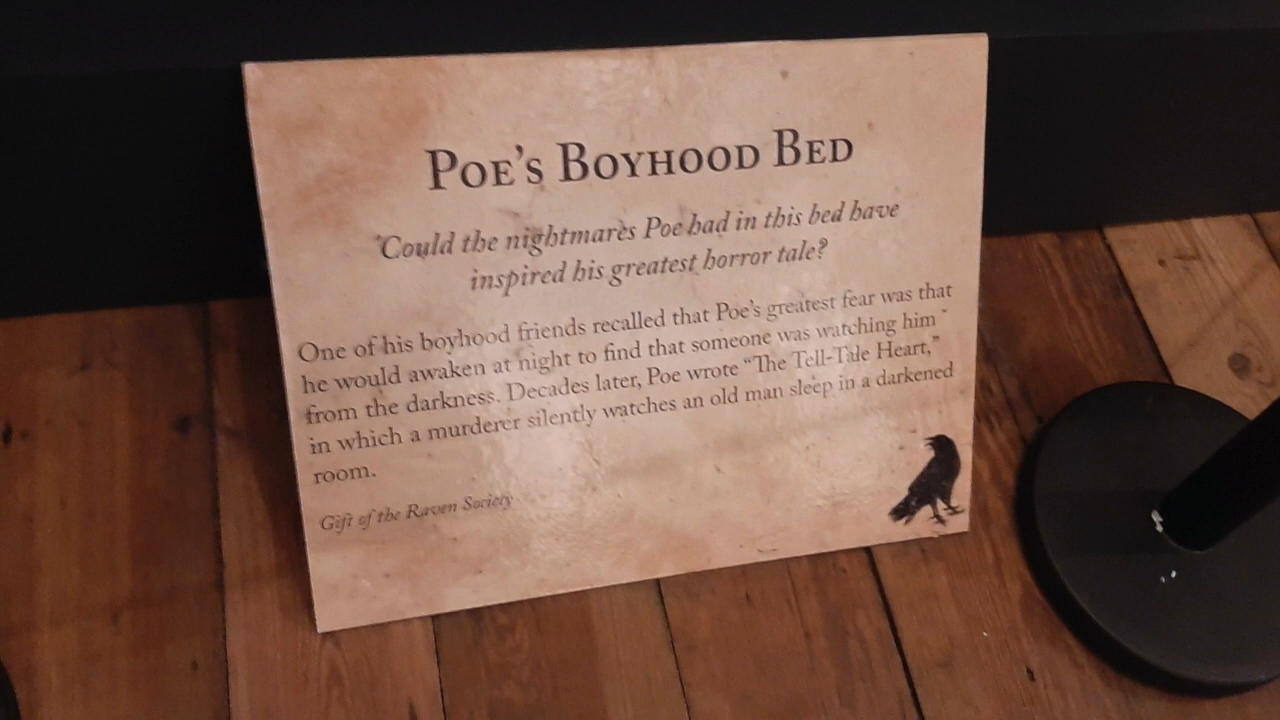 POE'S BOYHOOD BED
Could the nightmares Poe had in this bed have
inspired his greatest horror tale?
One of his boyhood friends recalled that Poe's greatest fear was that
he would awaken at night to find that someone was watching him
from the darkness. Decades later, Poe wrote “The Tell-Tale Heart,”
in which a murderer silently watches an old man sleep in a darkened
room.
Gift of the Raven Society